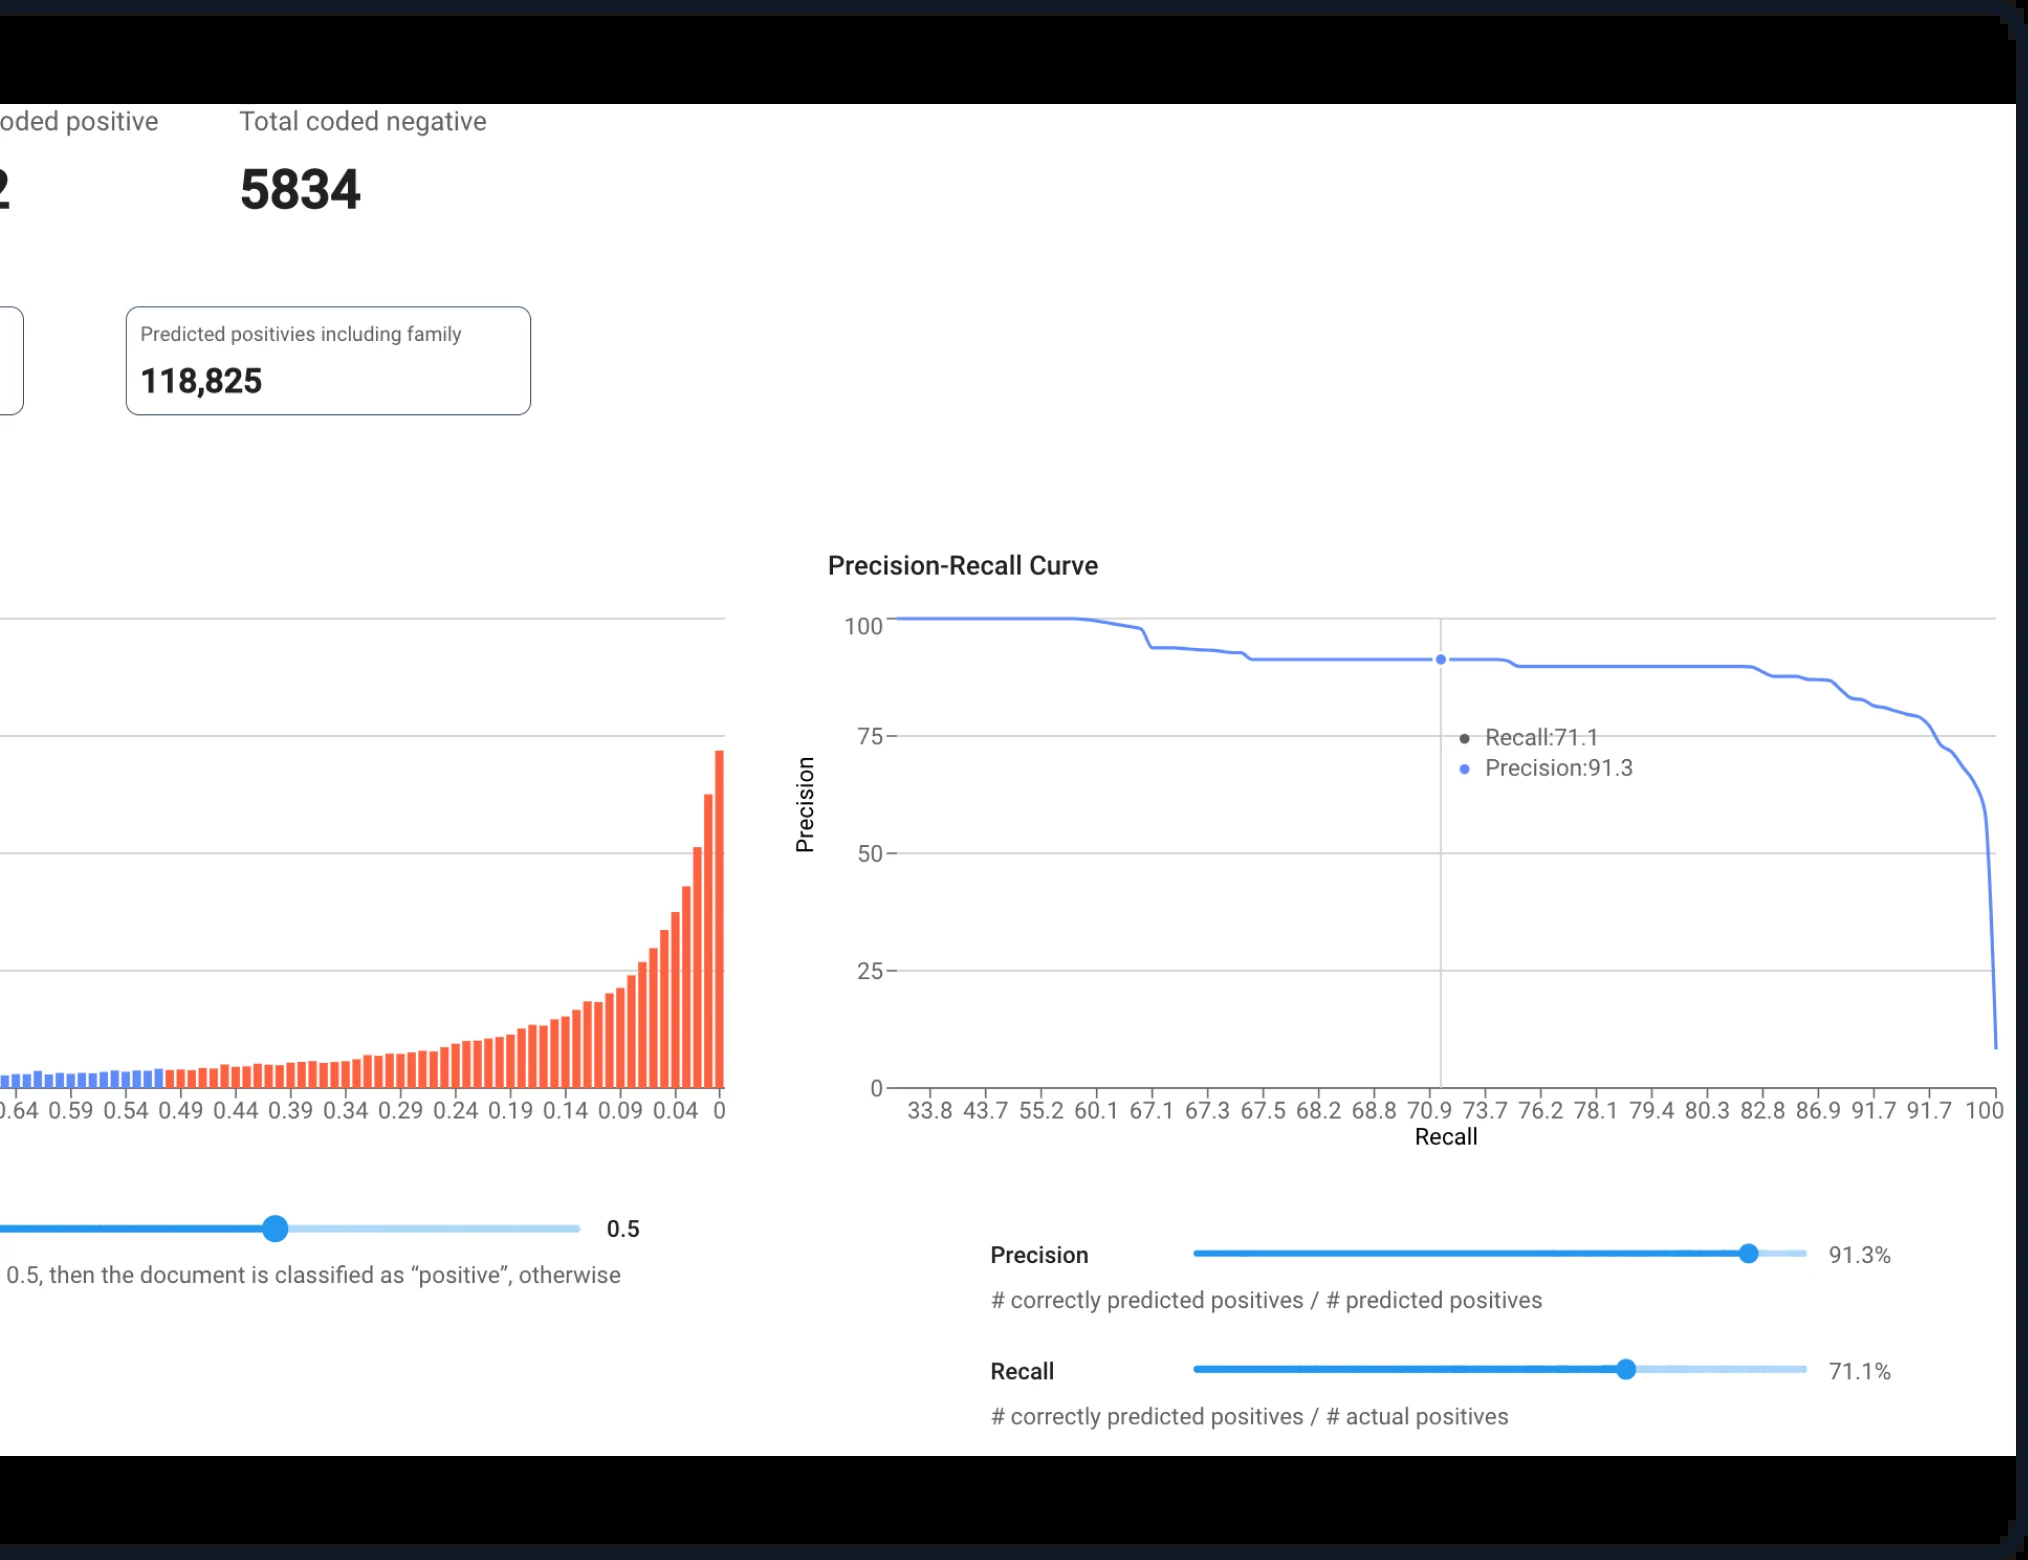 oded positive
Total coded negative
2
5834
Predicted positivies including family
118,825
Precision-Recall Curve
100
75
50
25
0
Precision
Recall:71.1
Precision:91.3
0.64 0.59 0.54 0.49 0.44 0.39 0.34 0.29 0.24 0.19 0.14 0.09 0.04 0
33.8 43.7 55.2 60.1 67.1 67.3 67.5 68.2 68.8 70.9 73.7 76.2 78.1 79.4 80.3 82.8 86.9 91.7 91.7 100
Recall
0.5
0.5, then the document is classified as “positive”, otherwise
Precision
91.3%
# correctly predicted positives / # predicted positives
Recall
71.1%
# correctly predicted positives / # actual positives